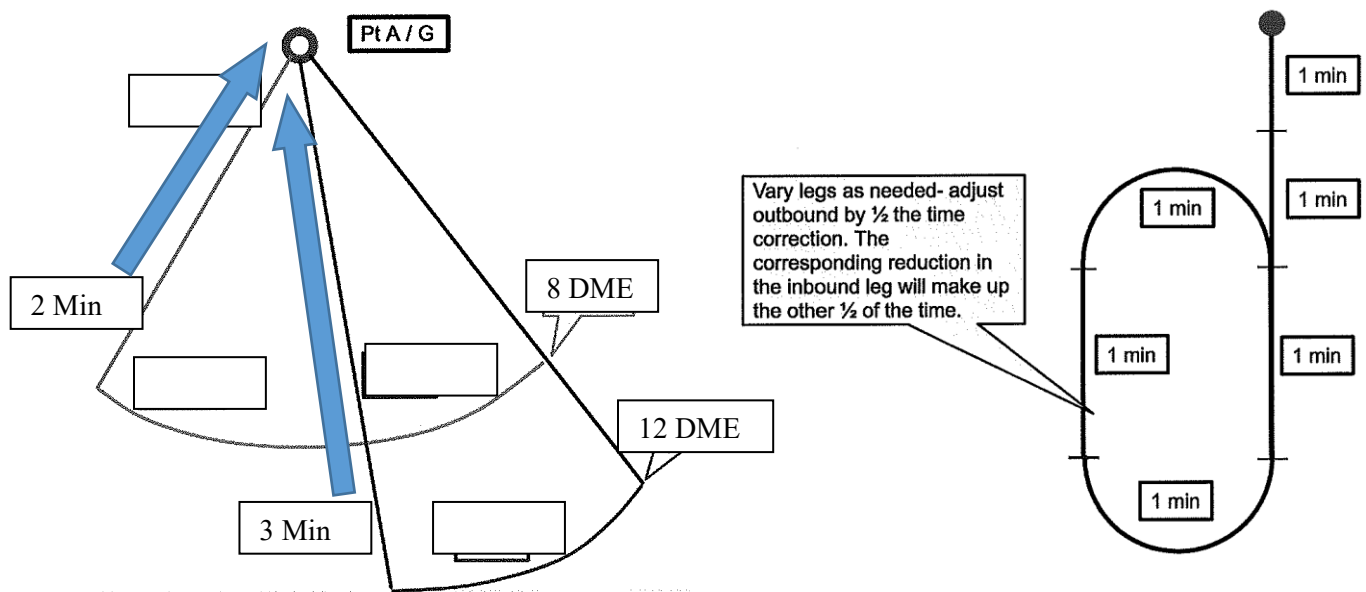 Pt A / G
2 Min
8 DME
12 DME
3 Min
Vary legs as needed- adjust
outbound by ½ the time
correction. The
corresponding reduction in
the inbound leg will make up
the other ½ of the time.
1 min
1 min
1 min
1 min
1 min
1 min